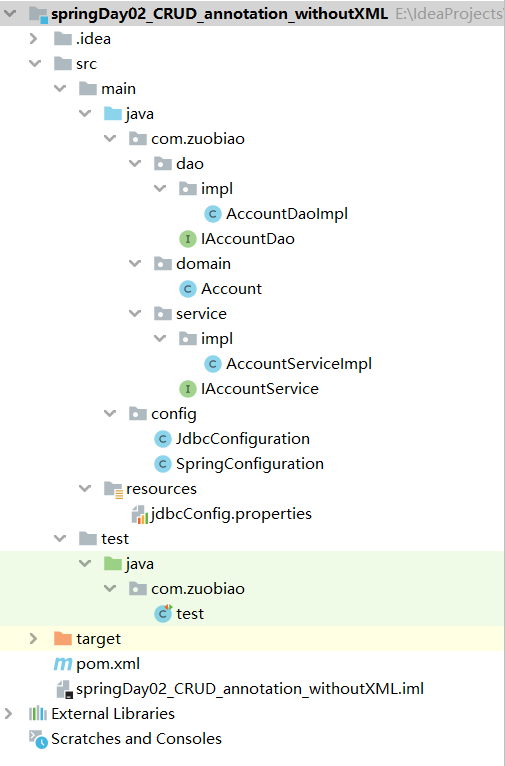 springDay02_CRUD_annotation_withoutXML E:\IdeaProjects
.idea
src
main
java
com.zuobiao
dao
impl
C AccountDaoImpl
I IAccountDao
domain
C Account
service
impl
C AccountServiceImpl
I IAccountService
config
C JdbcConfiguration
C SpringConfiguration
resources
jdbcConfig.properties
test
java
com.zuobiao
C test
target
m pom.xml
springDay02_CRUD_annotation_withoutXML.iml
External Libraries
Scratches and Consoles